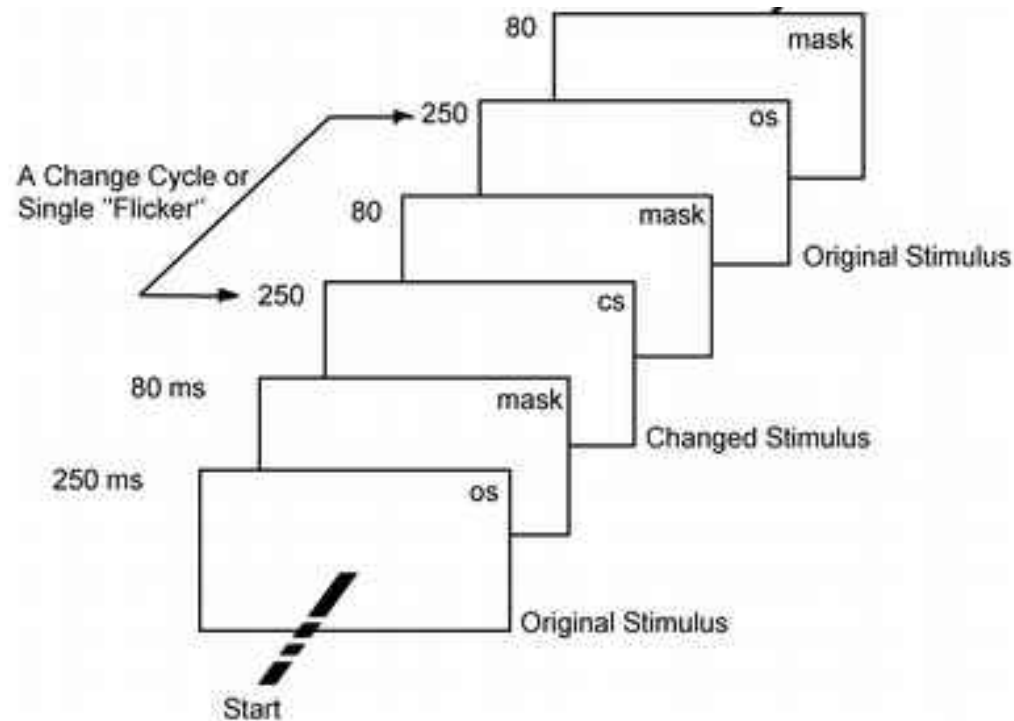 80
mask
250
os
A Change Cycle or
Single "Flicker"
80
mask
Original Stimulus
250
cs
80 ms
mask
Changed Stimulus
250 ms
os
Original Stimulus
Start